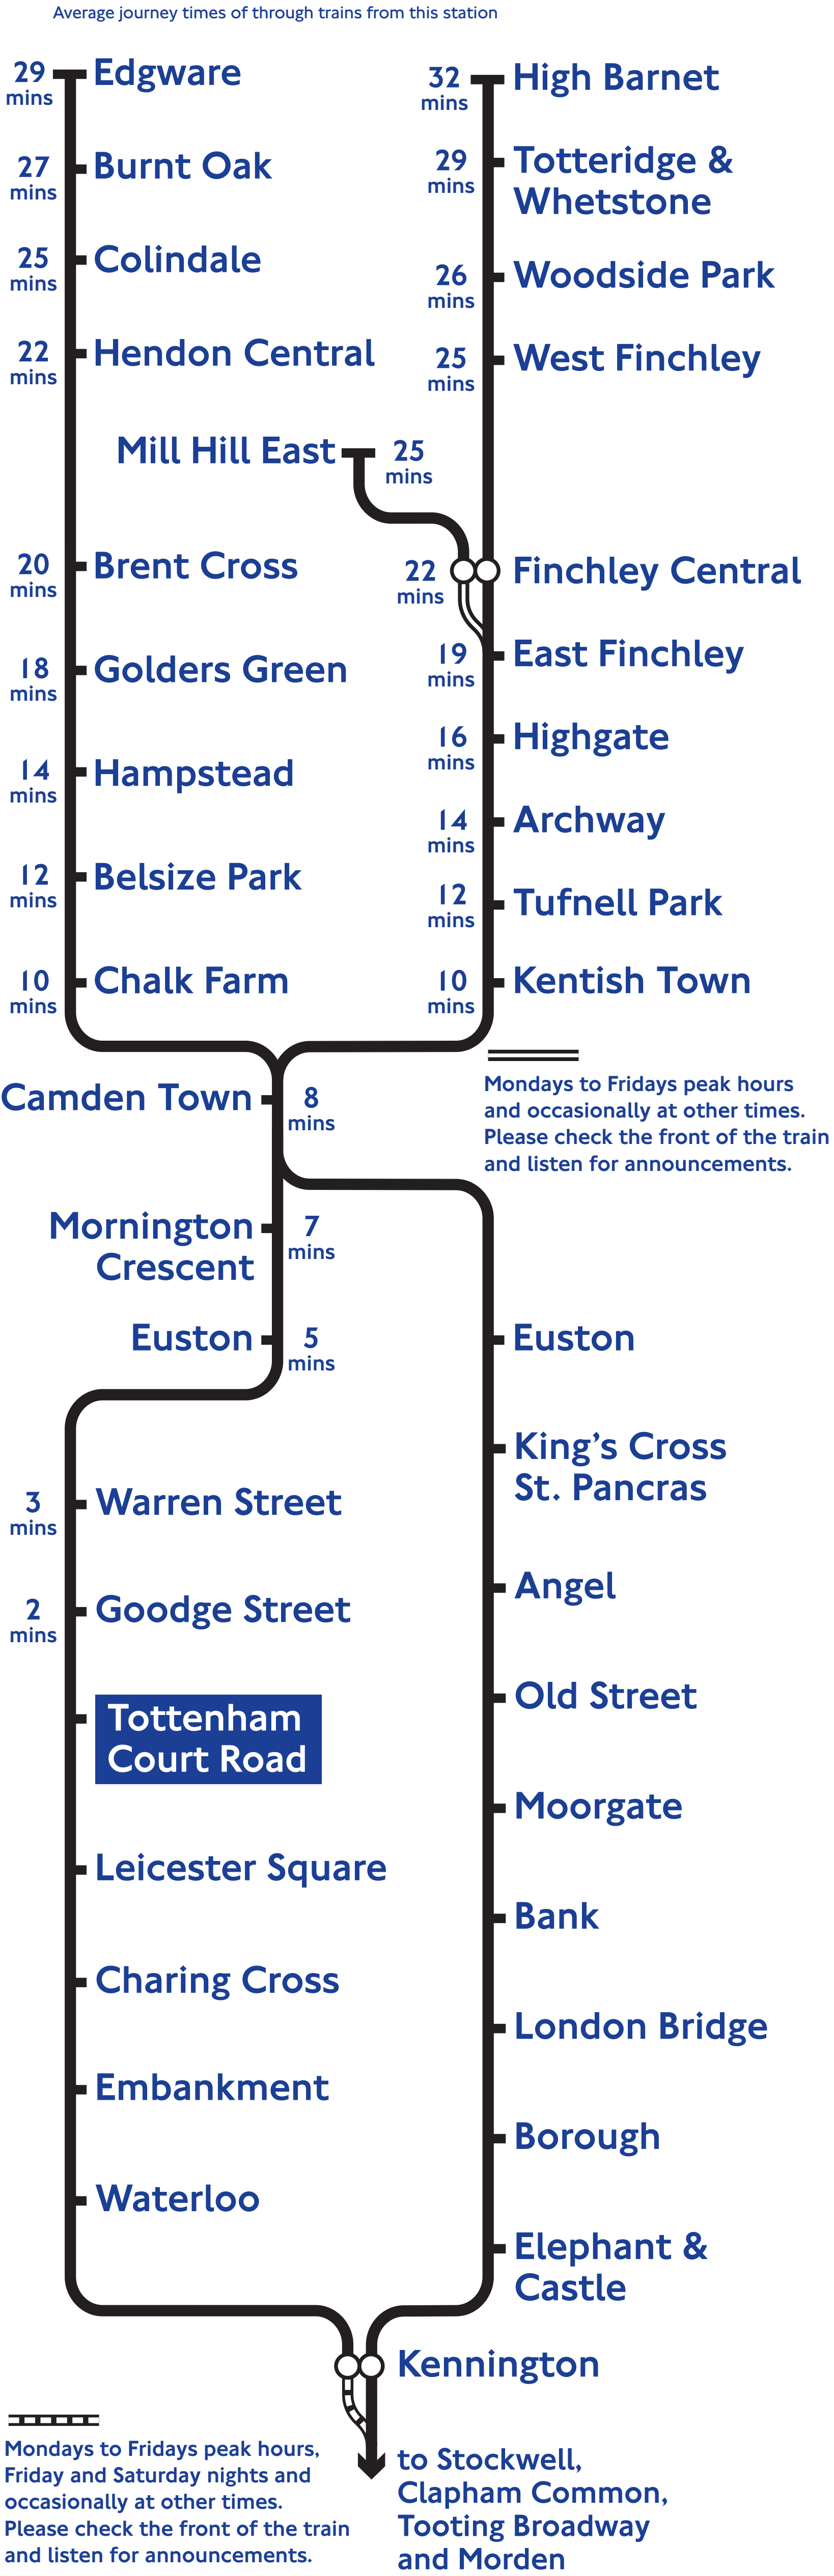 Average journey times of through trains from this station
29
mins
Edgware
27
mins
Burnt Oak
25
mins
Colindale
22
mins
Hendon Central
32
mins
High Barnet
29
mins
Totteridge &
Whetstone
26
mins
Woodside Park
25
mins
West Finchley
Mill Hill East
25
mins
20
mins
Brent Cross
18
mins
Golders Green
14
mins
Hampstead
12
mins
Belsize Park
10
mins
Chalk Farm
22
mins
Finchley Central
19
mins
East Finchley
16
mins
Highgate
14
mins
Archway
12
mins
Tufnell Park
10
mins
Kentish Town
Mondays to Fridays peak hours
and occasionally at other times.
Please check the front of the train
and listen for announcements.
Camden Town
8
mins
Mornington
Crescent
7
mins
Euston
5
mins
3
mins
Warren Street
2
mins
Goodge Street
Tottenham
Court Road
Leicester Square
Charing Cross
Embankment
Waterloo
Euston
King's Cross
St. Pancras
Angel
Old Street
Moorgate
Bank
London Bridge
Borough
Elephant &
Castle
Kennington
to Stockwell,
Clapham Common,
Tooting Broadway
and Morden
Mondays to Fridays peak hours,
Friday and Saturday nights and
occasionally at other times.
Please check the front of the train
and listen for announcements.